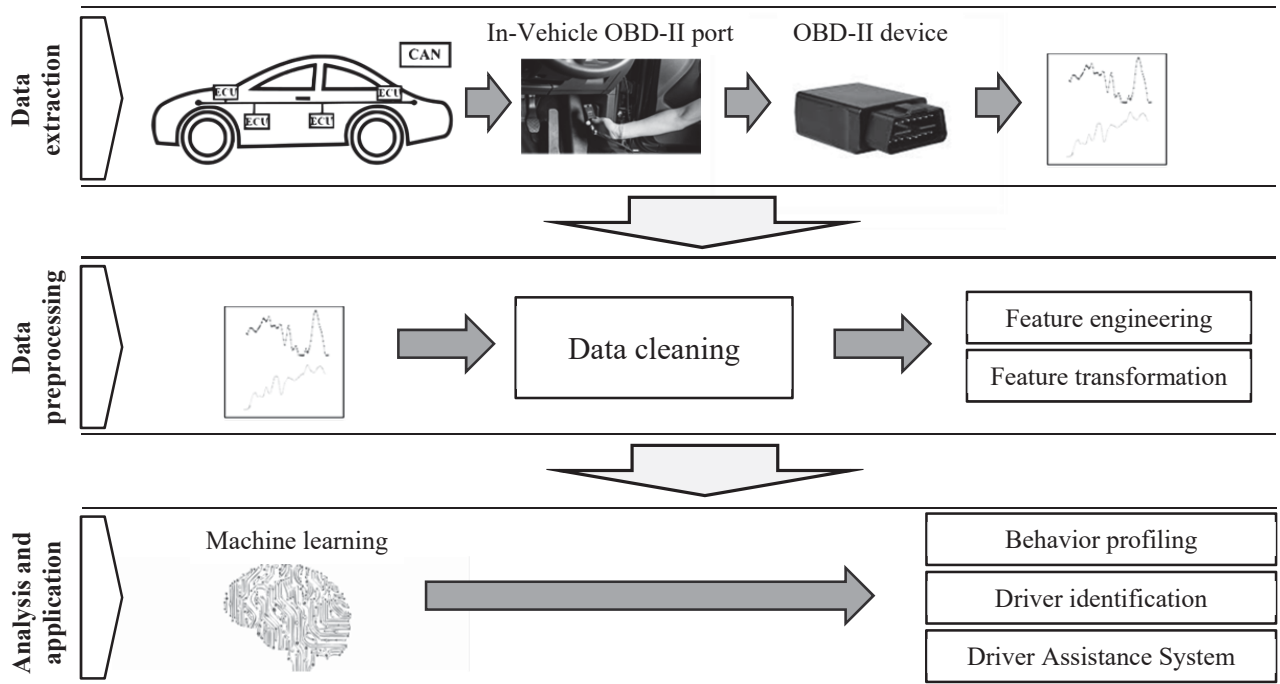 Data
extraction
CAN
ECU
ECU
ECU
ECU
In-Vehicle OBD-II port
OBD-II device
Data
preprocessing
Data cleaning
Feature engineering
Feature transformation
Analysis and
application
Machine learning
Behavior profiling
Driver identification
Driver Assistance System